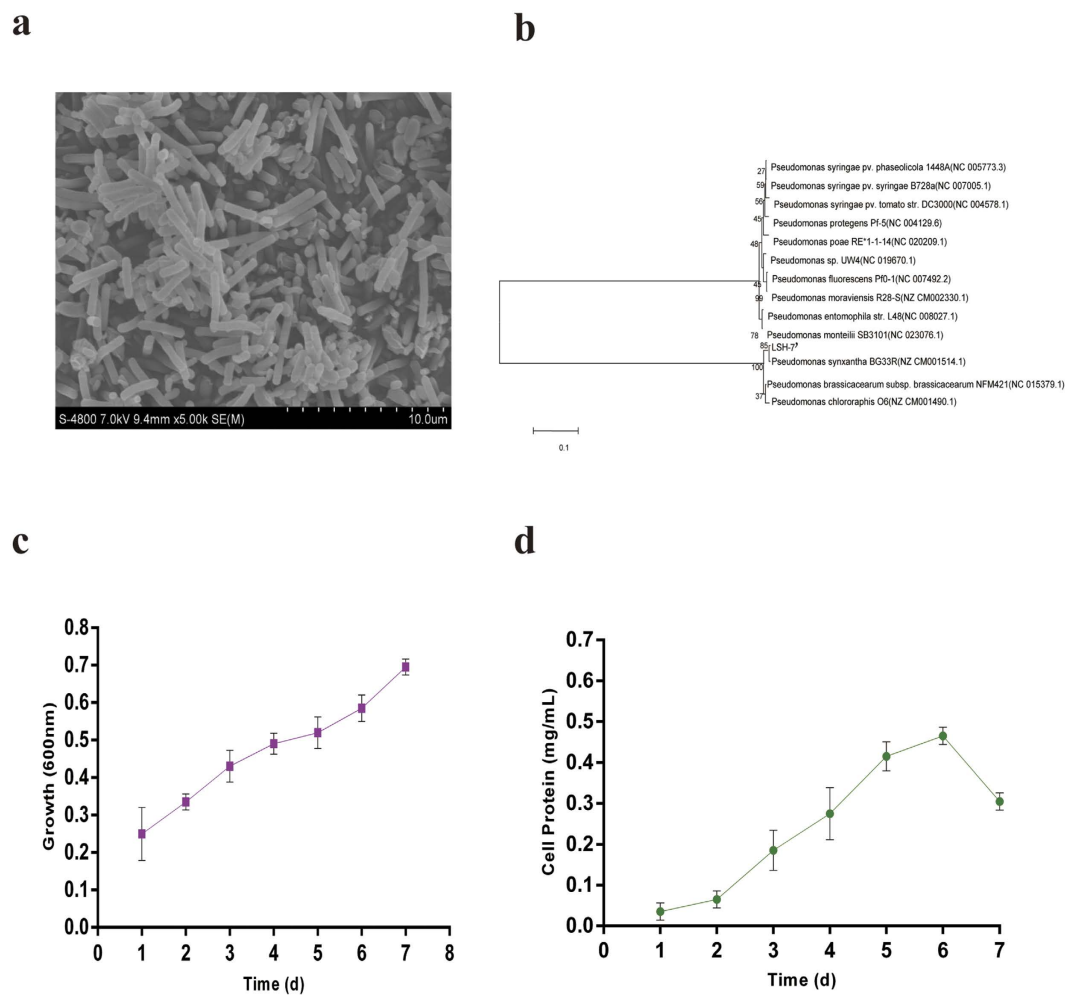 a
b
S-4800 7.0kV 9.4mm x5.00k SE(M)
10.0um
27
Pseudomonas syringae pv. phaseolicola 1448A(NC 005773.3)
59
Pseudomonas syringae pv. syringae B728a(NC 007005.1)
56
Pseudomonas syringae pv. tomato str. DC3000(NC 004578.1)
45
Pseudomonas protegens Pf-5(NC 004129.6)
48
Pseudomonas poae RE*1-1-14(NC 020209.1)
Pseudomonas sp. UW4(NC 019670.1)
Pseudomonas fluorescens Pf0-1(NC 007492.2)
45
99
Pseudomonas moraviensis R28-S(NZ CM002330.1)
Pseudomonas entomophila str. L48(NC 008027.1)
78
Pseudomonas monteilii SB3101(NC 023076.1)
85
LSH-7'
Pseudomonas synxantha BG33R(NZ CM001514.1)
100
Pseudomonas brassicacearum subsp. brassicacearum NFM421(NC 015379.1)
37
Pseudomonas chlororaphis O6(NZ CM001490.1)
0.1
c
Growth (600nm)
0.8
0.7
0.6
0.5
0.4
0.3
0.2
0.1
0.0
0 1 2 3 4 5 6 7 8
Time (d)
d
Cell Protein (mg/mL)
0.7
0.5
0.3
0.1
0.0
0 1 2 3 4 5 6 7
Time (d)